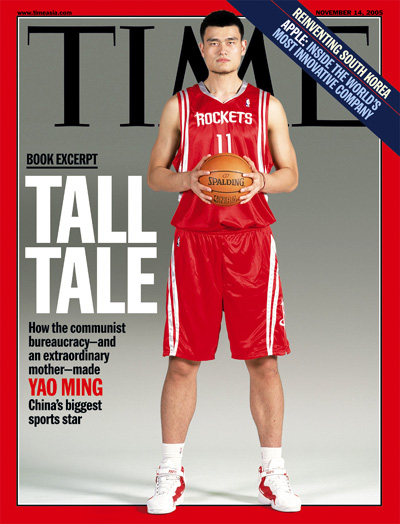 www.timeasia.com
NOVEMBER 14, 2005
TIME
REINVENTING SOUTH KOREA
APPLE: INSIDE THE WORLD'S
MOST INNOVATIVE COMPANY
ROCKETS
11
SPALDING
BOOK EXCERPT
TALL
TALE
How the communist
bureaucracy—and
an extraordinary
mother—made
YAO MING
China's biggest
sports star